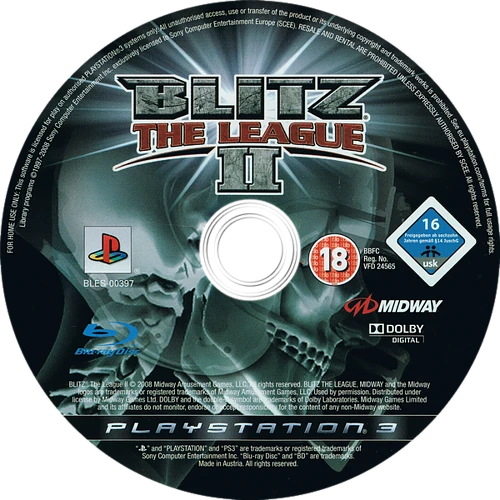 FOR HOME USE ONLY. This software is licensed for play on authorised PLAYSTATION®3 systems only. All unauthorised access, use or transfer of the product or its underlying copyright and trademark works is prohibited. See eu.playstation.com/terms for full usage rights.
Library programs ©1997-2008 Sony Computer Entertainment Inc. exclusively licensed to Sony Computer Entertainment Europe (SCEE). RESALE AND RENTAL ARE PROHIBITED UNLESS EXPRESSLY AUTHORISED BY SCEE. All rights reserved.
BLITZ
THE LEAGUE
II
BLES-00397
18
BBFC
Reg. No.
VFD 24565
16
Freigegeben ab sechzehn
Jahren gemäß §14 JuSchG
usk
MIDWAY
DOLBY
DIGITAL
Blu-ray Disc
BLITZ: The League II © 2008 Midway Amusement Games, LLC. All rights reserved. BLITZ THE LEAGUE, MIDWAY and the Midway
logos are trademarks or registered trademarks of Midway Amusement Games, LLC. Used by permission. Distributed under
license by Midway Games Ltd. DOLBY and the double-D symbol are trademarks of Dolby Laboratories. Midway Games Limited
and its affiliates do not monitor, endorse or accept responsibility for the content of any non-Midway website.
PLAYSTATION 3
" " and "PLAYSTATION" and "PS3" are trademarks or registered trademarks of
Sony Computer Entertainment Inc. "Blu-ray Disc" and "BD" are trademarks.
Made in Austria. All rights reserved.